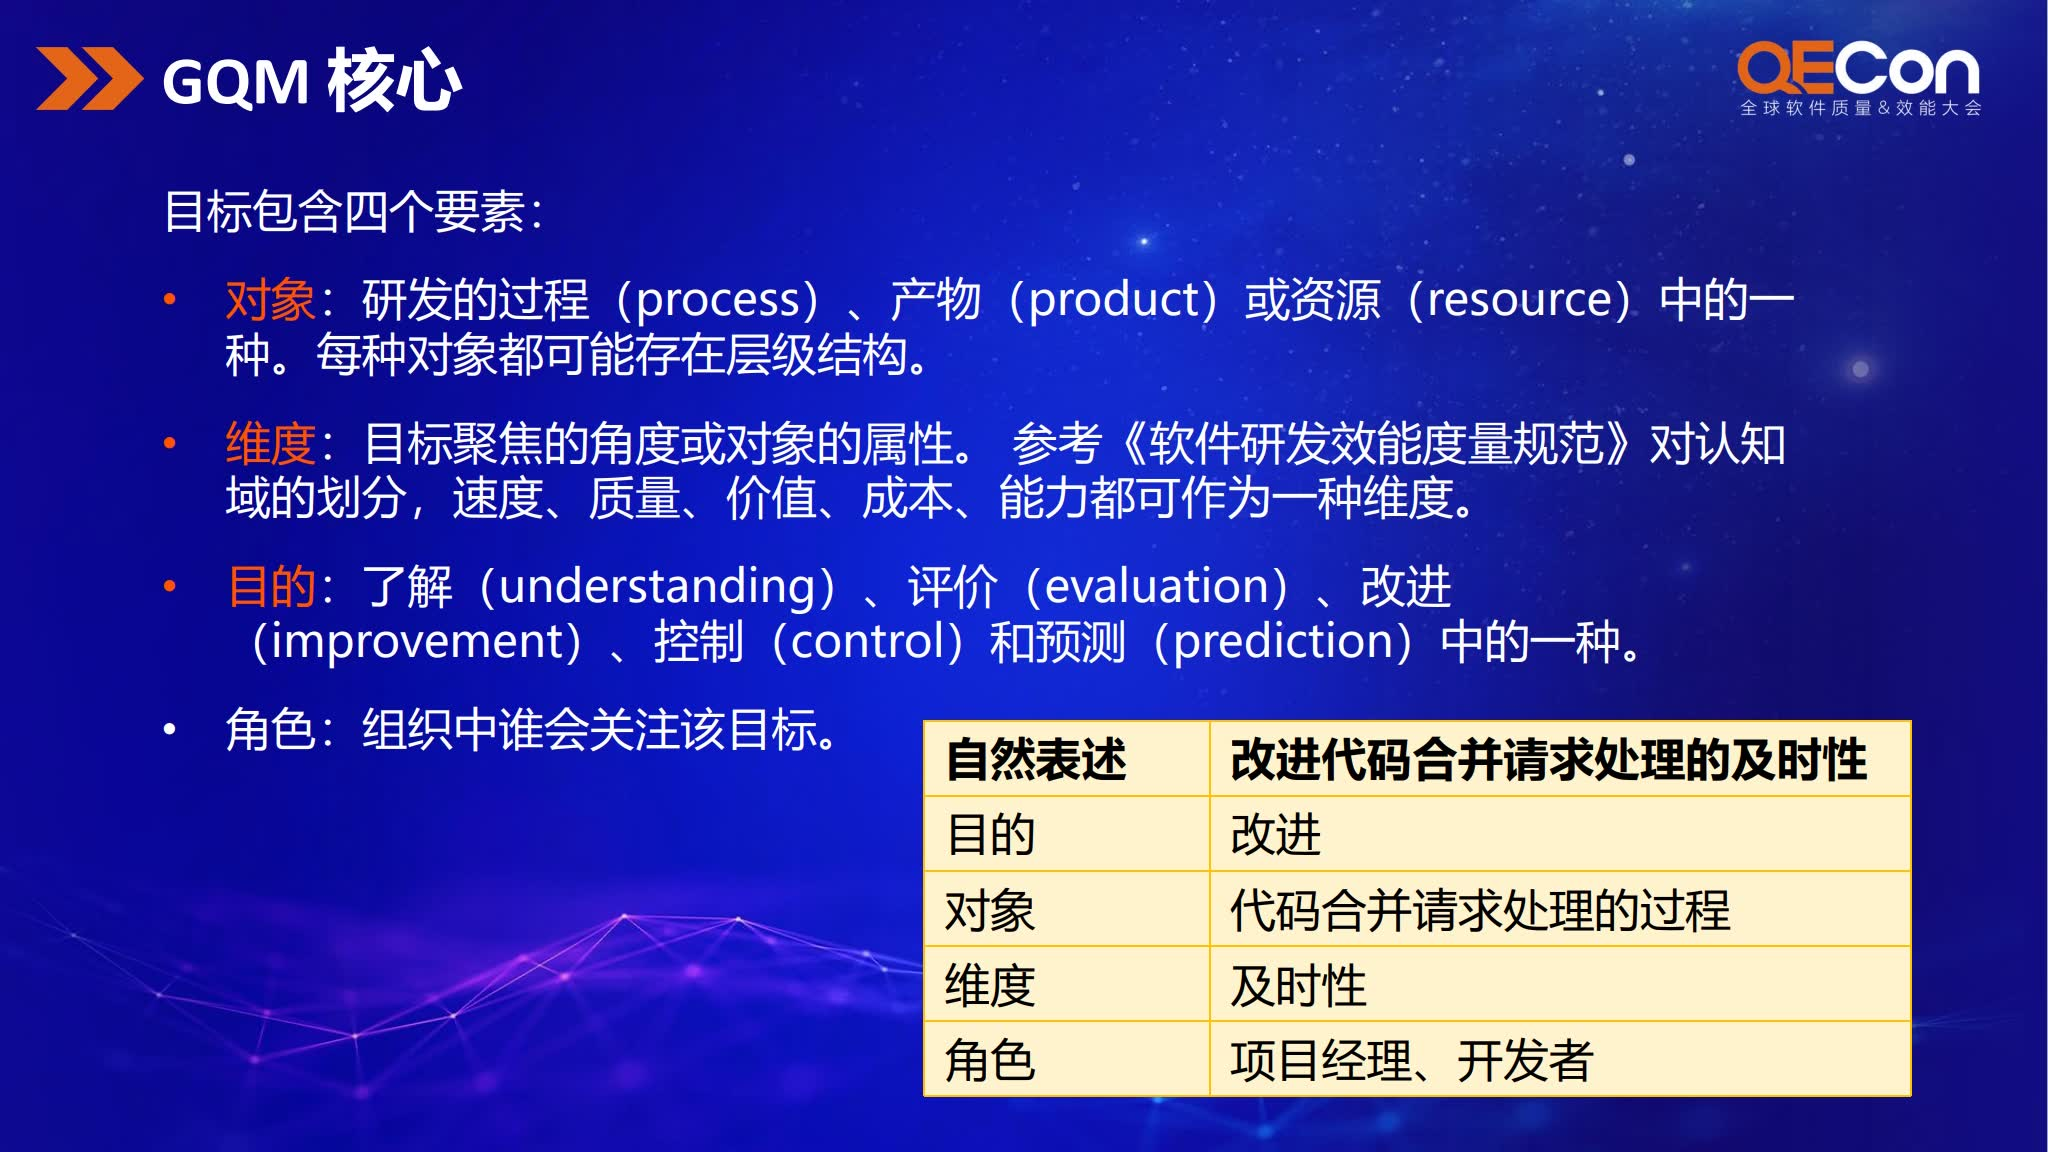 GQM 核心
QECon
全球软件质量&效能大会
目标包含四个要素：
• 对象：研发的过程（process）、产物（product）或资源（resource）中的一
种。每种对象都可能存在层级结构。
• 维度：目标聚焦的角度或对象的属性。 参考《软件研发效能度量规范》对认知
域的划分，速度、质量、价值、成本、能力都可作为一种维度。
• 目的：了解（understanding）、评价（evaluation）、改进
（improvement）、控制（control）和预测（prediction）中的一种。
• 角色：组织中谁会关注该目标。
自然表述 改进代码合并请求处理的及时性
目的 改进
对象 代码合并请求处理的过程
维度 及时性
角色 项目经理、开发者